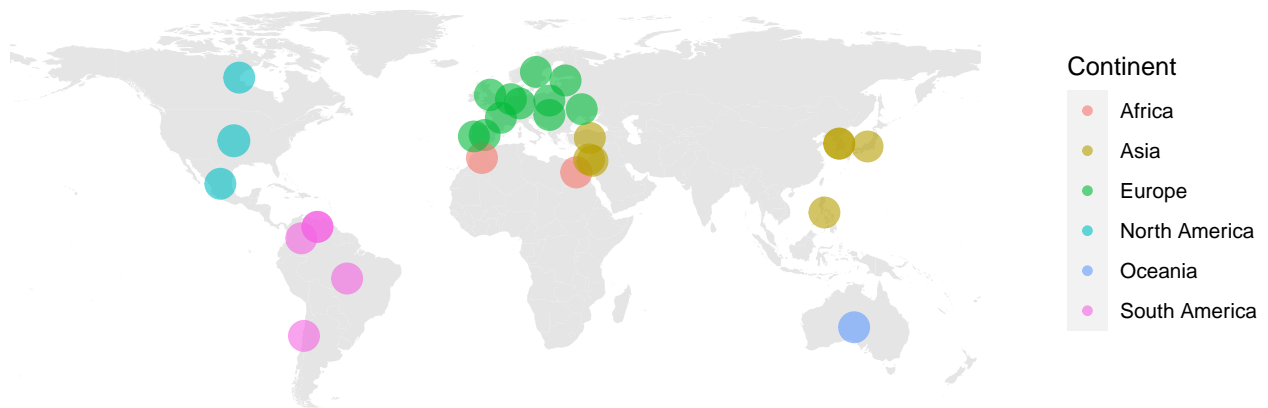 Continent
Africa
Asia
Europe
North America
Oceania
South America